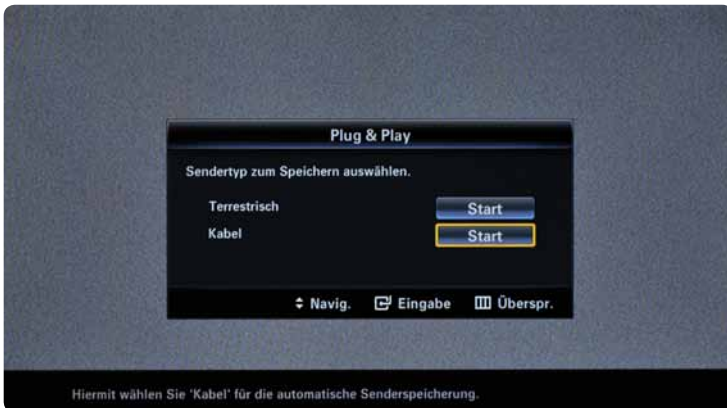 Plug & Play
Sendertyp zum Speichern auswählen.
Terrestrisch Start
Kabel Start
Navig. Eingabe Überspr.
Hiermit wählen Sie 'Kabel' für die automatische Senderspeicherung.